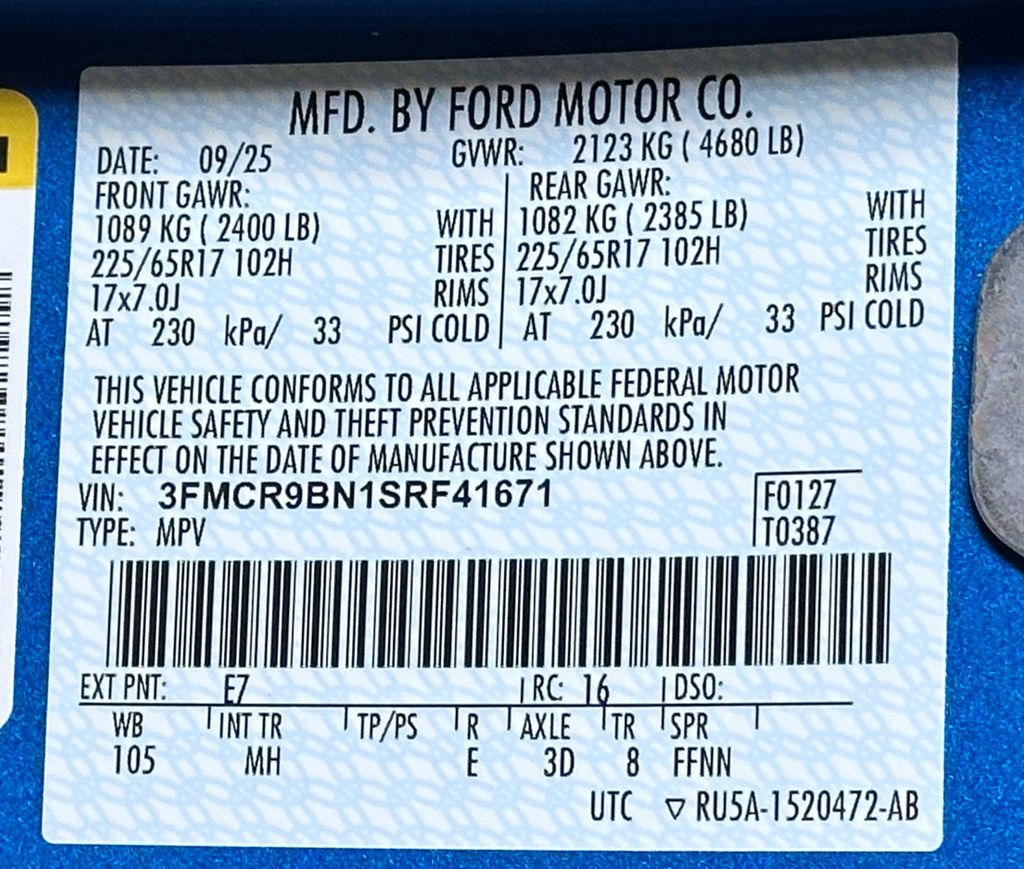 MFD. BY FORD MOTOR CO.
DATE: 09/25 GVWR: 2123 KG ( 4680 LB)
FRONT GAWR: REAR GAWR:
1089 KG ( 2400 LB) WITH 1082 KG ( 2385 LB) WITH
225/65R17 102H TIRES 225/65R17 102H TIRES
17x7.0J RIMS 17x7.0J RIMS
AT 230 kPa/ 33 PSI COLD AT 230 kPa/ 33 PSI COLD
THIS VEHICLE CONFORMS TO ALL APPLICABLE FEDERAL MOTOR
VEHICLE SAFETY AND THEFT PREVENTION STANDARDS IN
EFFECT ON THE DATE OF MANUFACTURE SHOWN ABOVE.
VIN: 3FMCR9BN1SRF41671 F0127
TYPE: MPV T0387
EXT PNT: E7 RC: 16 DSO:
WB INT TR TP/PS R AXLE TR SPR
105 MH E 3D 8 FFNN
UTC ▽ RU5A-1520472-AB